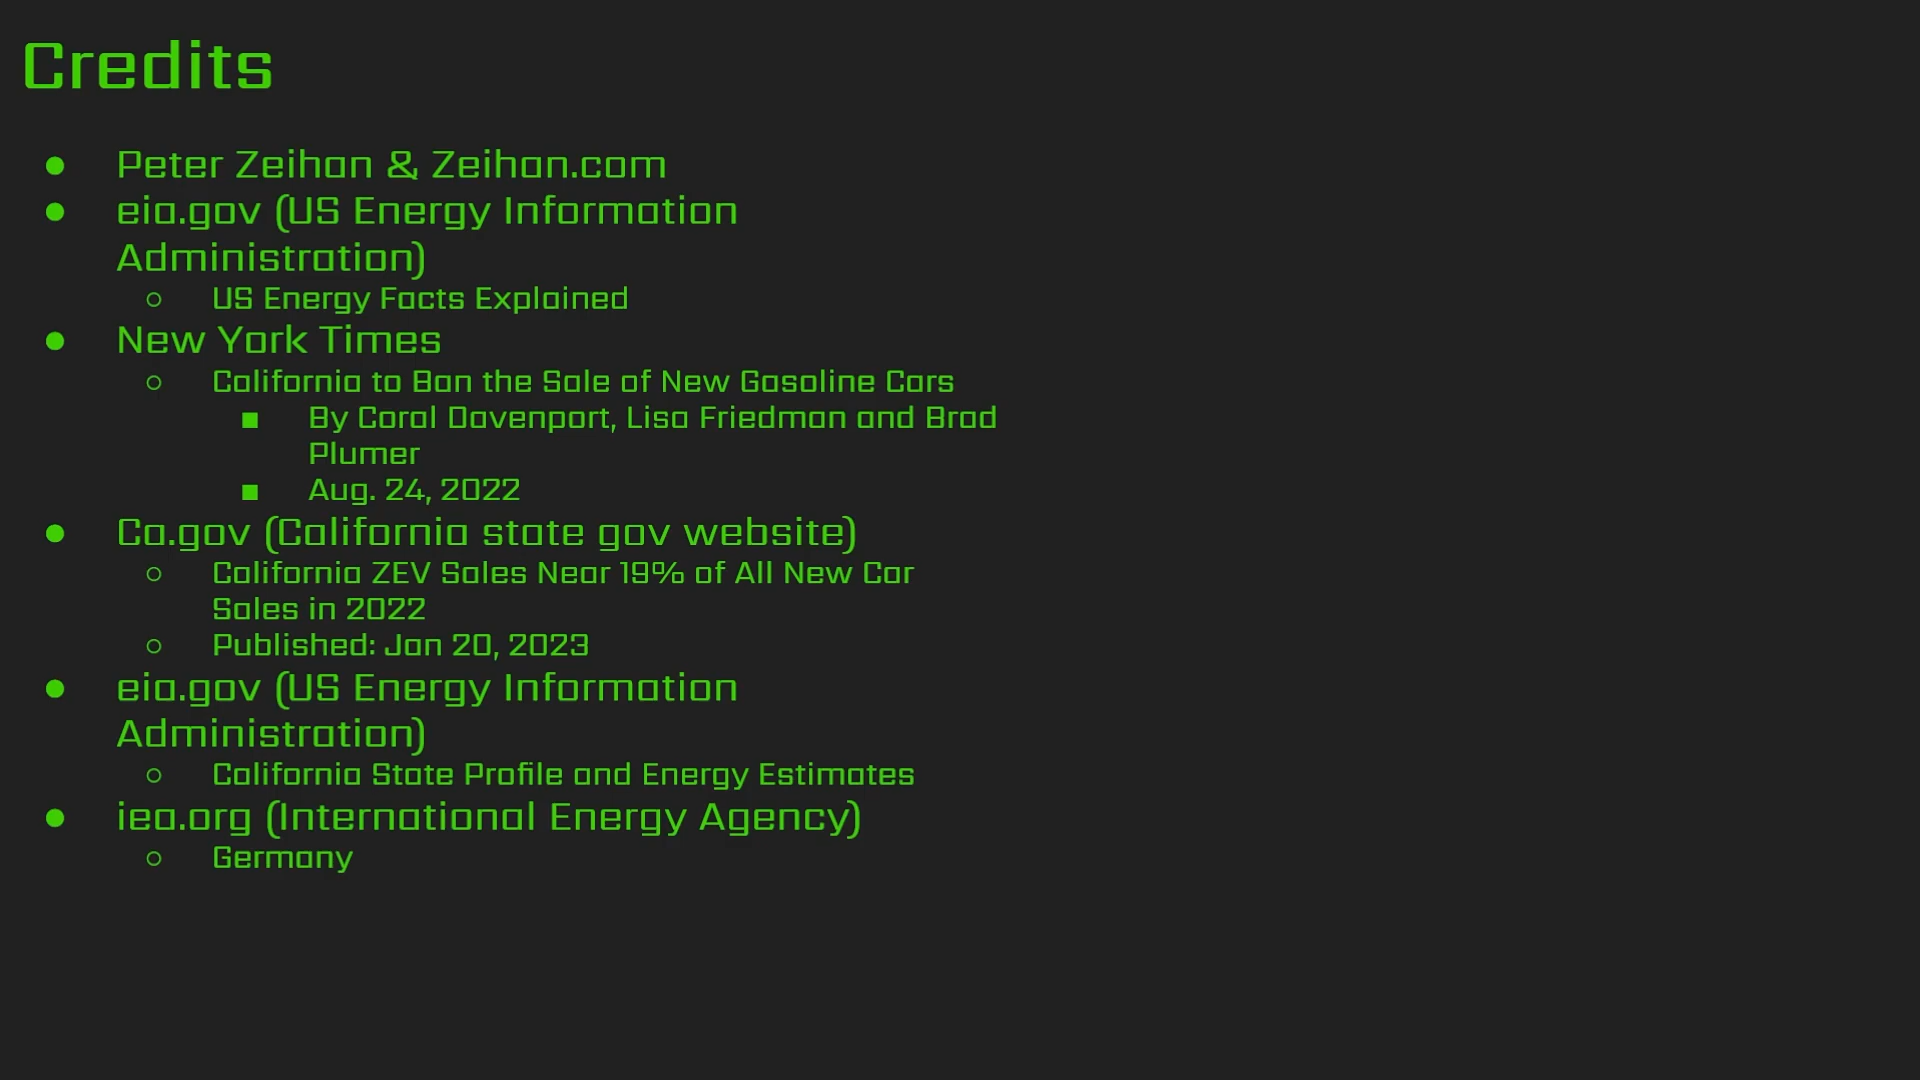 Credits
● Peter Zeihan & Zeihan.com
● eia.gov (US Energy Information
Administration)
○ US Energy Facts Explained
● New York Times
○ California to Ban the Sale of New Gasoline Cars
■ By Coral Davenport, Lisa Friedman and Brad
Plumer
■ Aug. 24, 2022
● Ca.gov (California state gov website)
○ California ZEV Sales Near 19% of All New Car
Sales in 2022
○ Published: Jan 20, 2023
● eia.gov (US Energy Information
Administration)
○ California State Profile and Energy Estimates
● iea.org (International Energy Agency)
○ Germany